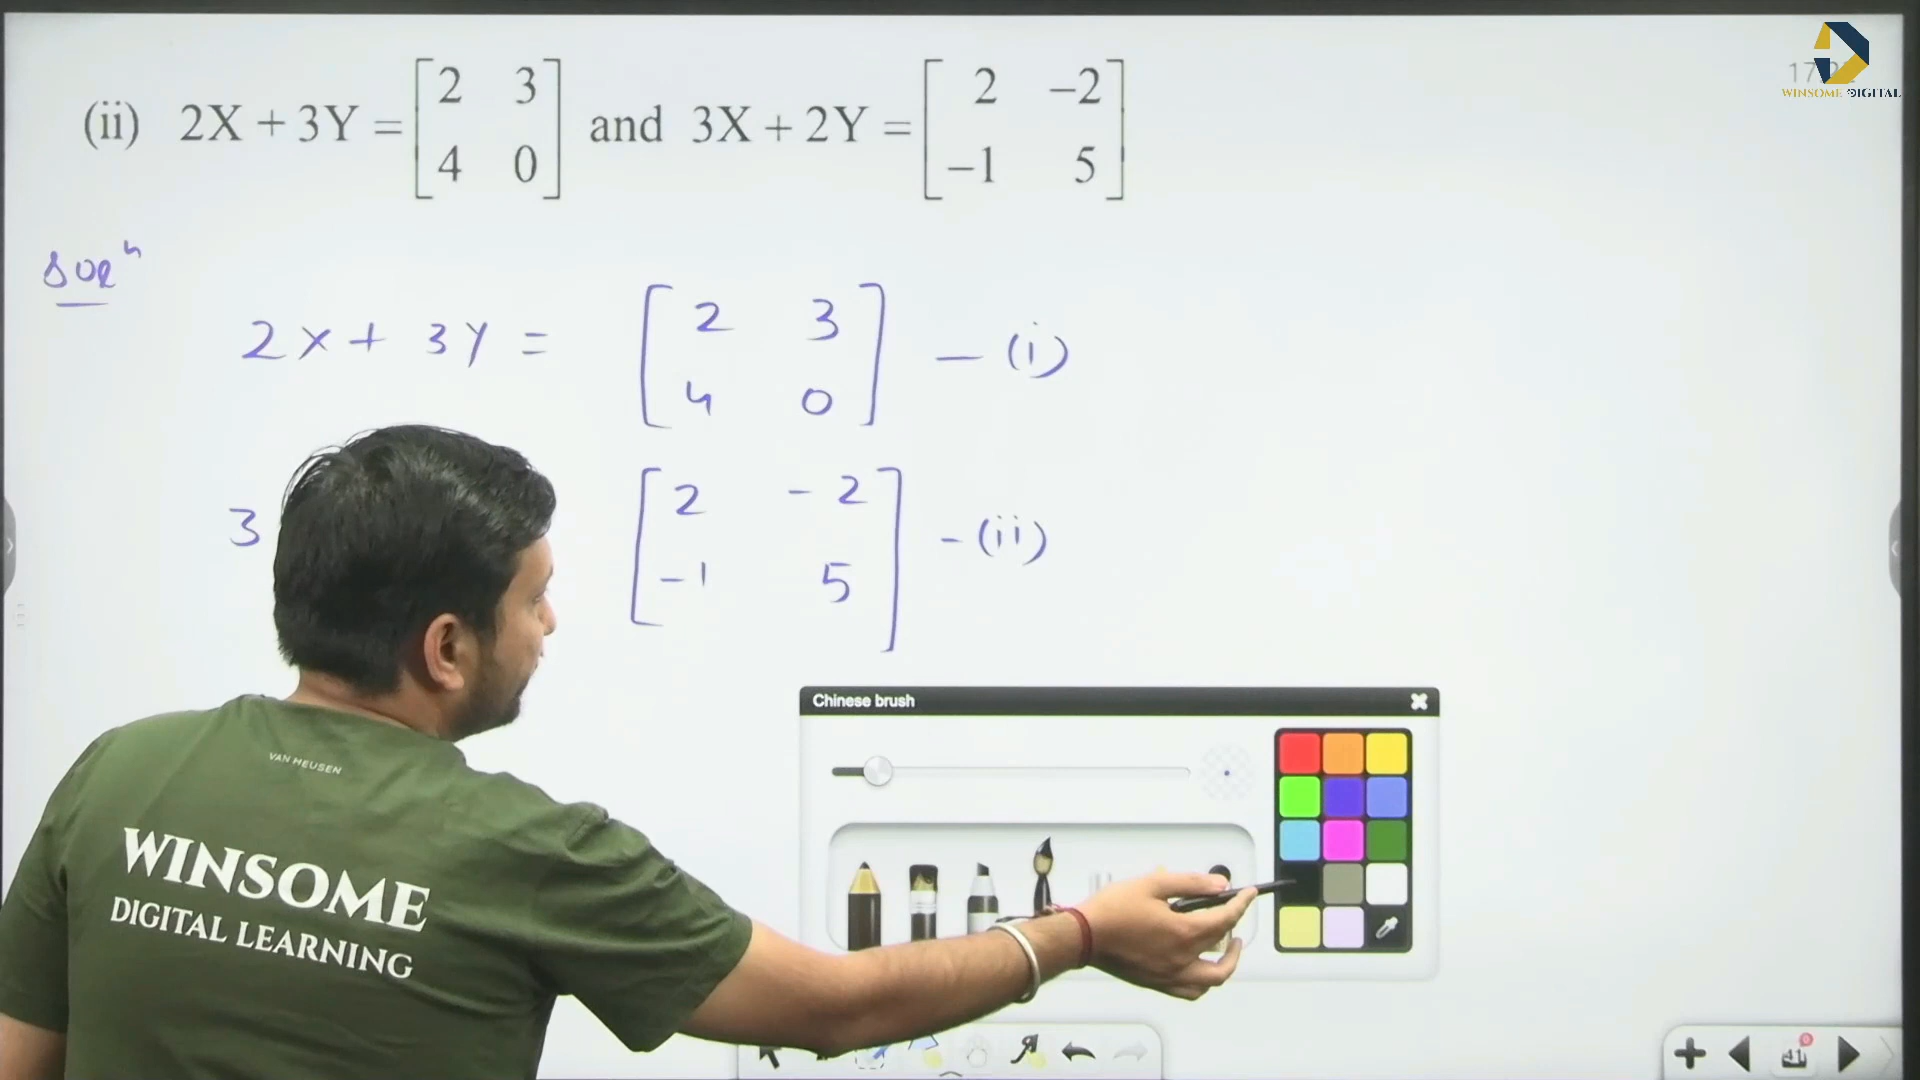 WINSOME DIGITAL
(ii) 2X + 3Y = [2 3 4 0] and 3X + 2Y = [2 −2 −1 5]
Solⁿ
2X + 3Y = [2 3 4 0] — (i)
3 [2 -2 -1 5] - (ii)
Chinese brush
VAN HEUSEN
WINSOME
DIGITAL LEARNING
41